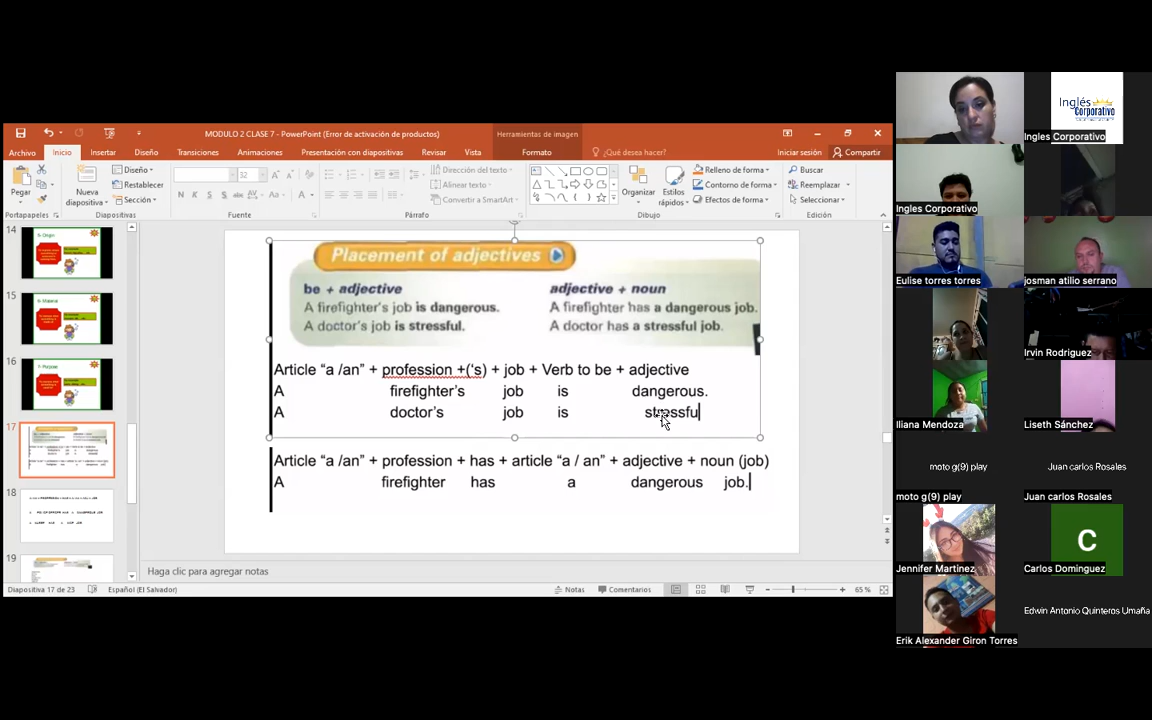 MODULO 2 CLASE 7 - PowerPoint (Error de activación de productos)
Herramientas de imagen
Archivo
Inicio
Insertar
Diseño
Transiciones
Animaciones
Presentación con diapositivas
Revisar
Vista
Formato
¿Qué desea hacer?
Iniciar sesión
Compartir
Pegar
Nueva diapositiva
Diseño
Restablecer
Sección
32
N K S
Dirección del texto
Alinear texto
Convertir a SmartArt
Organizar
Estilos rápidos
Relleno de forma
Contorno de forma
Efectos de forma
Buscar
Reemplazar
Seleccionar
Portapapeles
Diapositivas
Fuente
Párrafo
Dibujo
Edición
14
15
16
17
18
19
Placement of adjectives
be + adjective
A firefighter's job is dangerous.
A doctor's job is stressful.
adjective + noun
A firefighter has a dangerous job.
A doctor has a stressful job.
Article “a /an” + profession +(‘s) + job + Verb to be + adjective
A firefighter’s job is dangerous.
A doctor’s job is stressfu
Article “a /an” + profession + has + article “a / an” + adjective + noun (job)
A firefighter has a dangerous job.
Haga clic para agregar notas
Diapositiva 17 de 23
Español (El Salvador)
Notas
Comentarios
65 %
Inglés Corporativo
Ingles Corporativo
Ingles Corporativo
Eulise torres torres
josman atilio serrano
Irvin Rodriguez
Iliana Mendoza
Liseth Sánchez
moto g(9) play
Juan carlos Rosales
moto g(9) play
Juan carlos Rosales
C
Jennifer Martinez
Carlos Dominguez
Edwin Antonio Quinteros Umaña
Erik Alexander Giron Torres